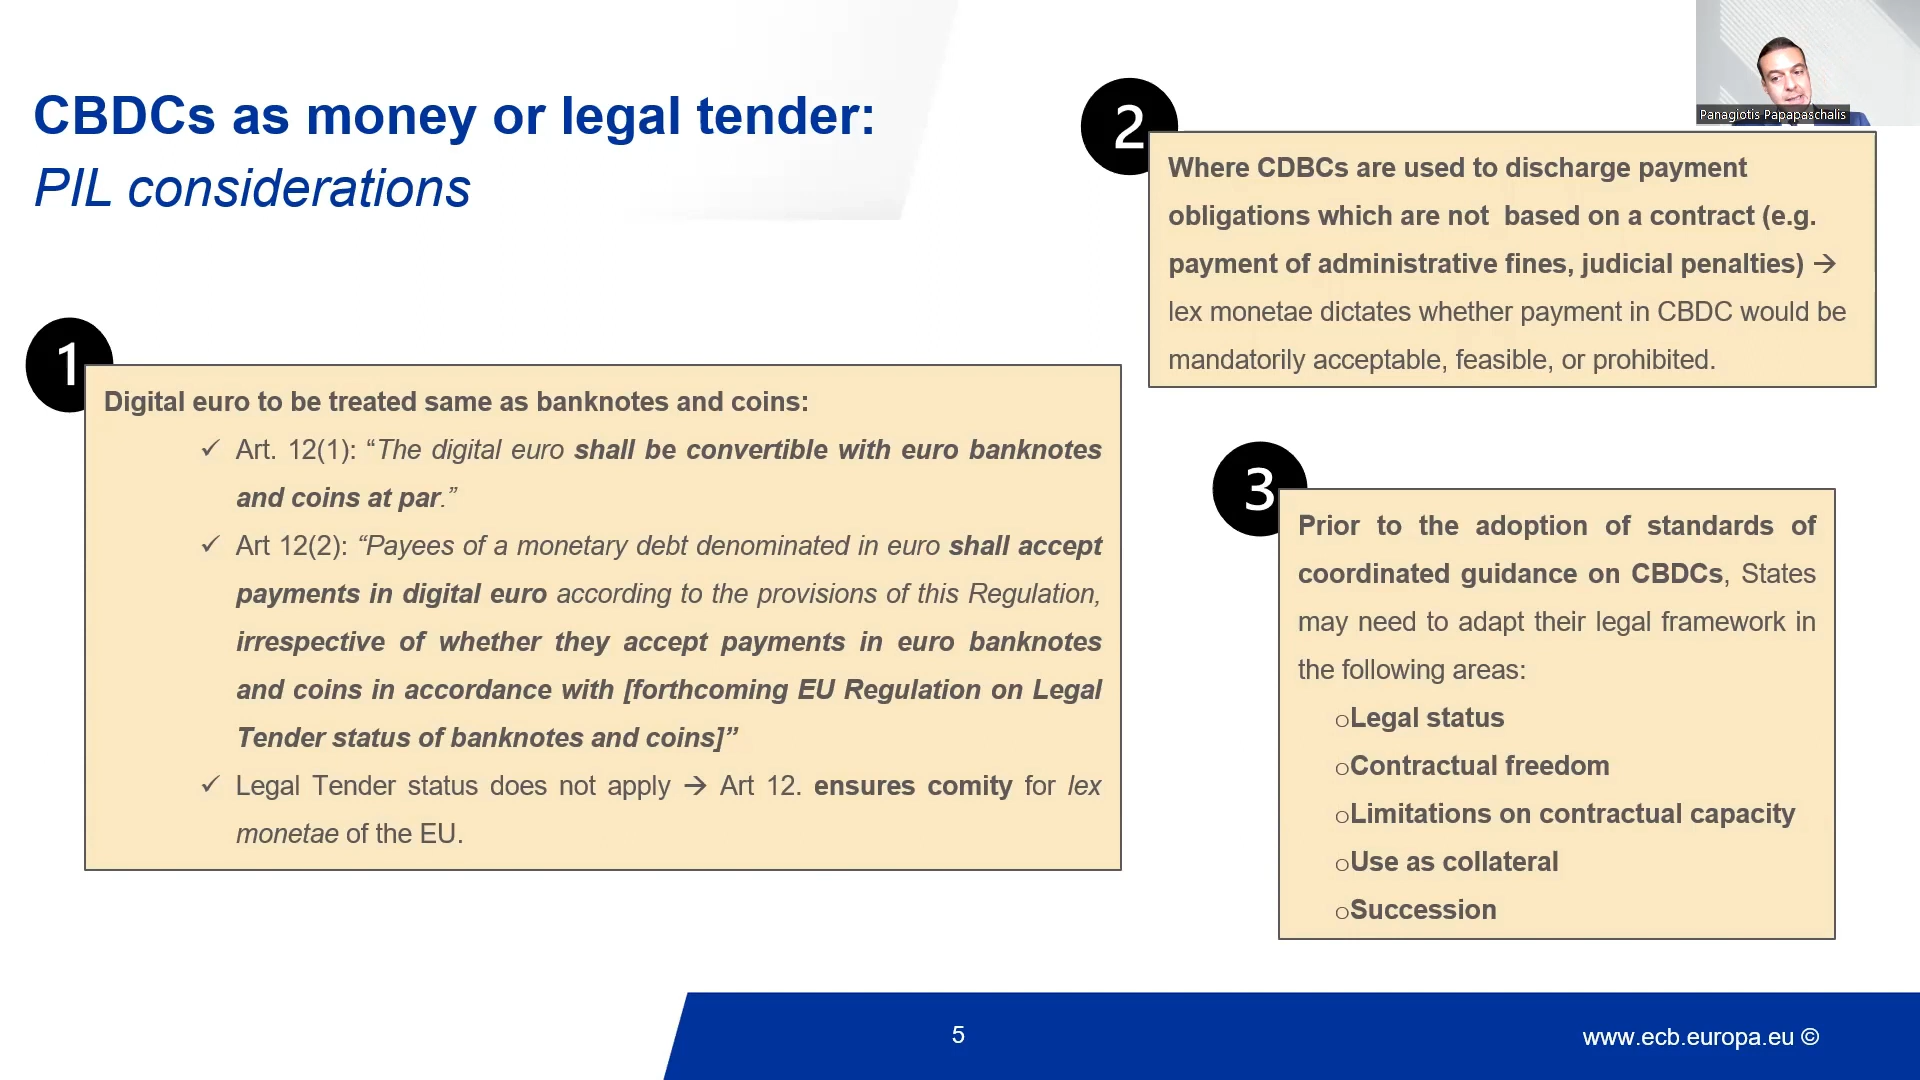 CBDCs as money or legal tender:
PIL considerations
1
Digital euro to be treated same as banknotes and coins:
✓ Art. 12(1): “The digital euro shall be convertible with euro banknotes
and coins at par.”
✓ Art 12(2): “Payees of a monetary debt denominated in euro shall accept
payments in digital euro according to the provisions of this Regulation,
irrespective of whether they accept payments in euro banknotes
and coins in accordance with [forthcoming EU Regulation on Legal
Tender status of banknotes and coins]”
✓ Legal Tender status does not apply → Art 12. ensures comity for lex
monetae of the EU.
2
Where CDBCs are used to discharge payment
obligations which are not based on a contract (e.g.
payment of administrative fines, judicial penalties) →
lex monetae dictates whether payment in CBDC would be
mandatorily acceptable, feasible, or prohibited.
3
Prior to the adoption of standards of
coordinated guidance on CBDCs, States
may need to adapt their legal framework in
the following areas:
oLegal status
oContractual freedom
oLimitations on contractual capacity
oUse as collateral
oSuccession
Panagiotis Papapaschalis
5
www.ecb.europa.eu ©